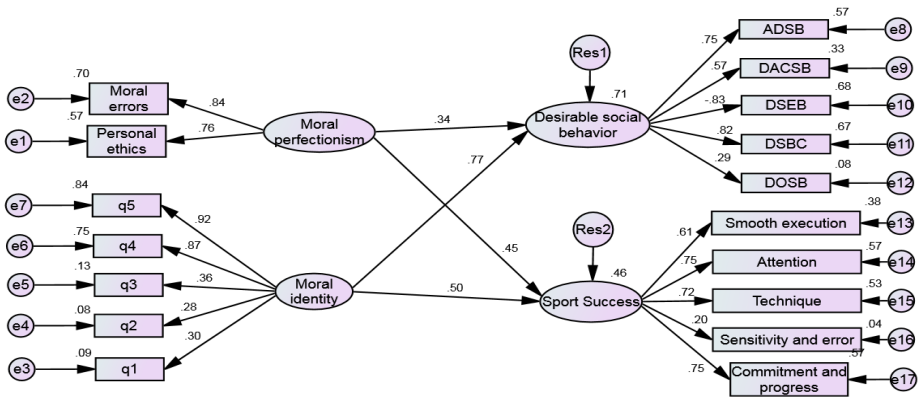 .57
ADSB
e8
.75
Res1
.33
.57
DACSB
e9
.70
e2
Moral
errors
.84
.71
-.83
.68
DSEB
e10
.57
e1
Personal
ethics
.76
Moral
perfectionism
.34
Desirable social
behavior
.82
.67
DSBC
e11
.77
.29
.08
DOSB
e12
.84
e7
q5
.92
.38
Smooth execution
e13
.75
e6
q4
.87
Res2
.61
.57
.45
.75
Attention
e14
.13
e5
q3
.36
Moral
identity
.50
.46
Sport Success
.72
.53
Technique
e15
.08
e4
q2
.28
.20
.04
Sensitivity and error
e16
.09
e3
q1
.30
.57
.75
Commitment and
progress
e17